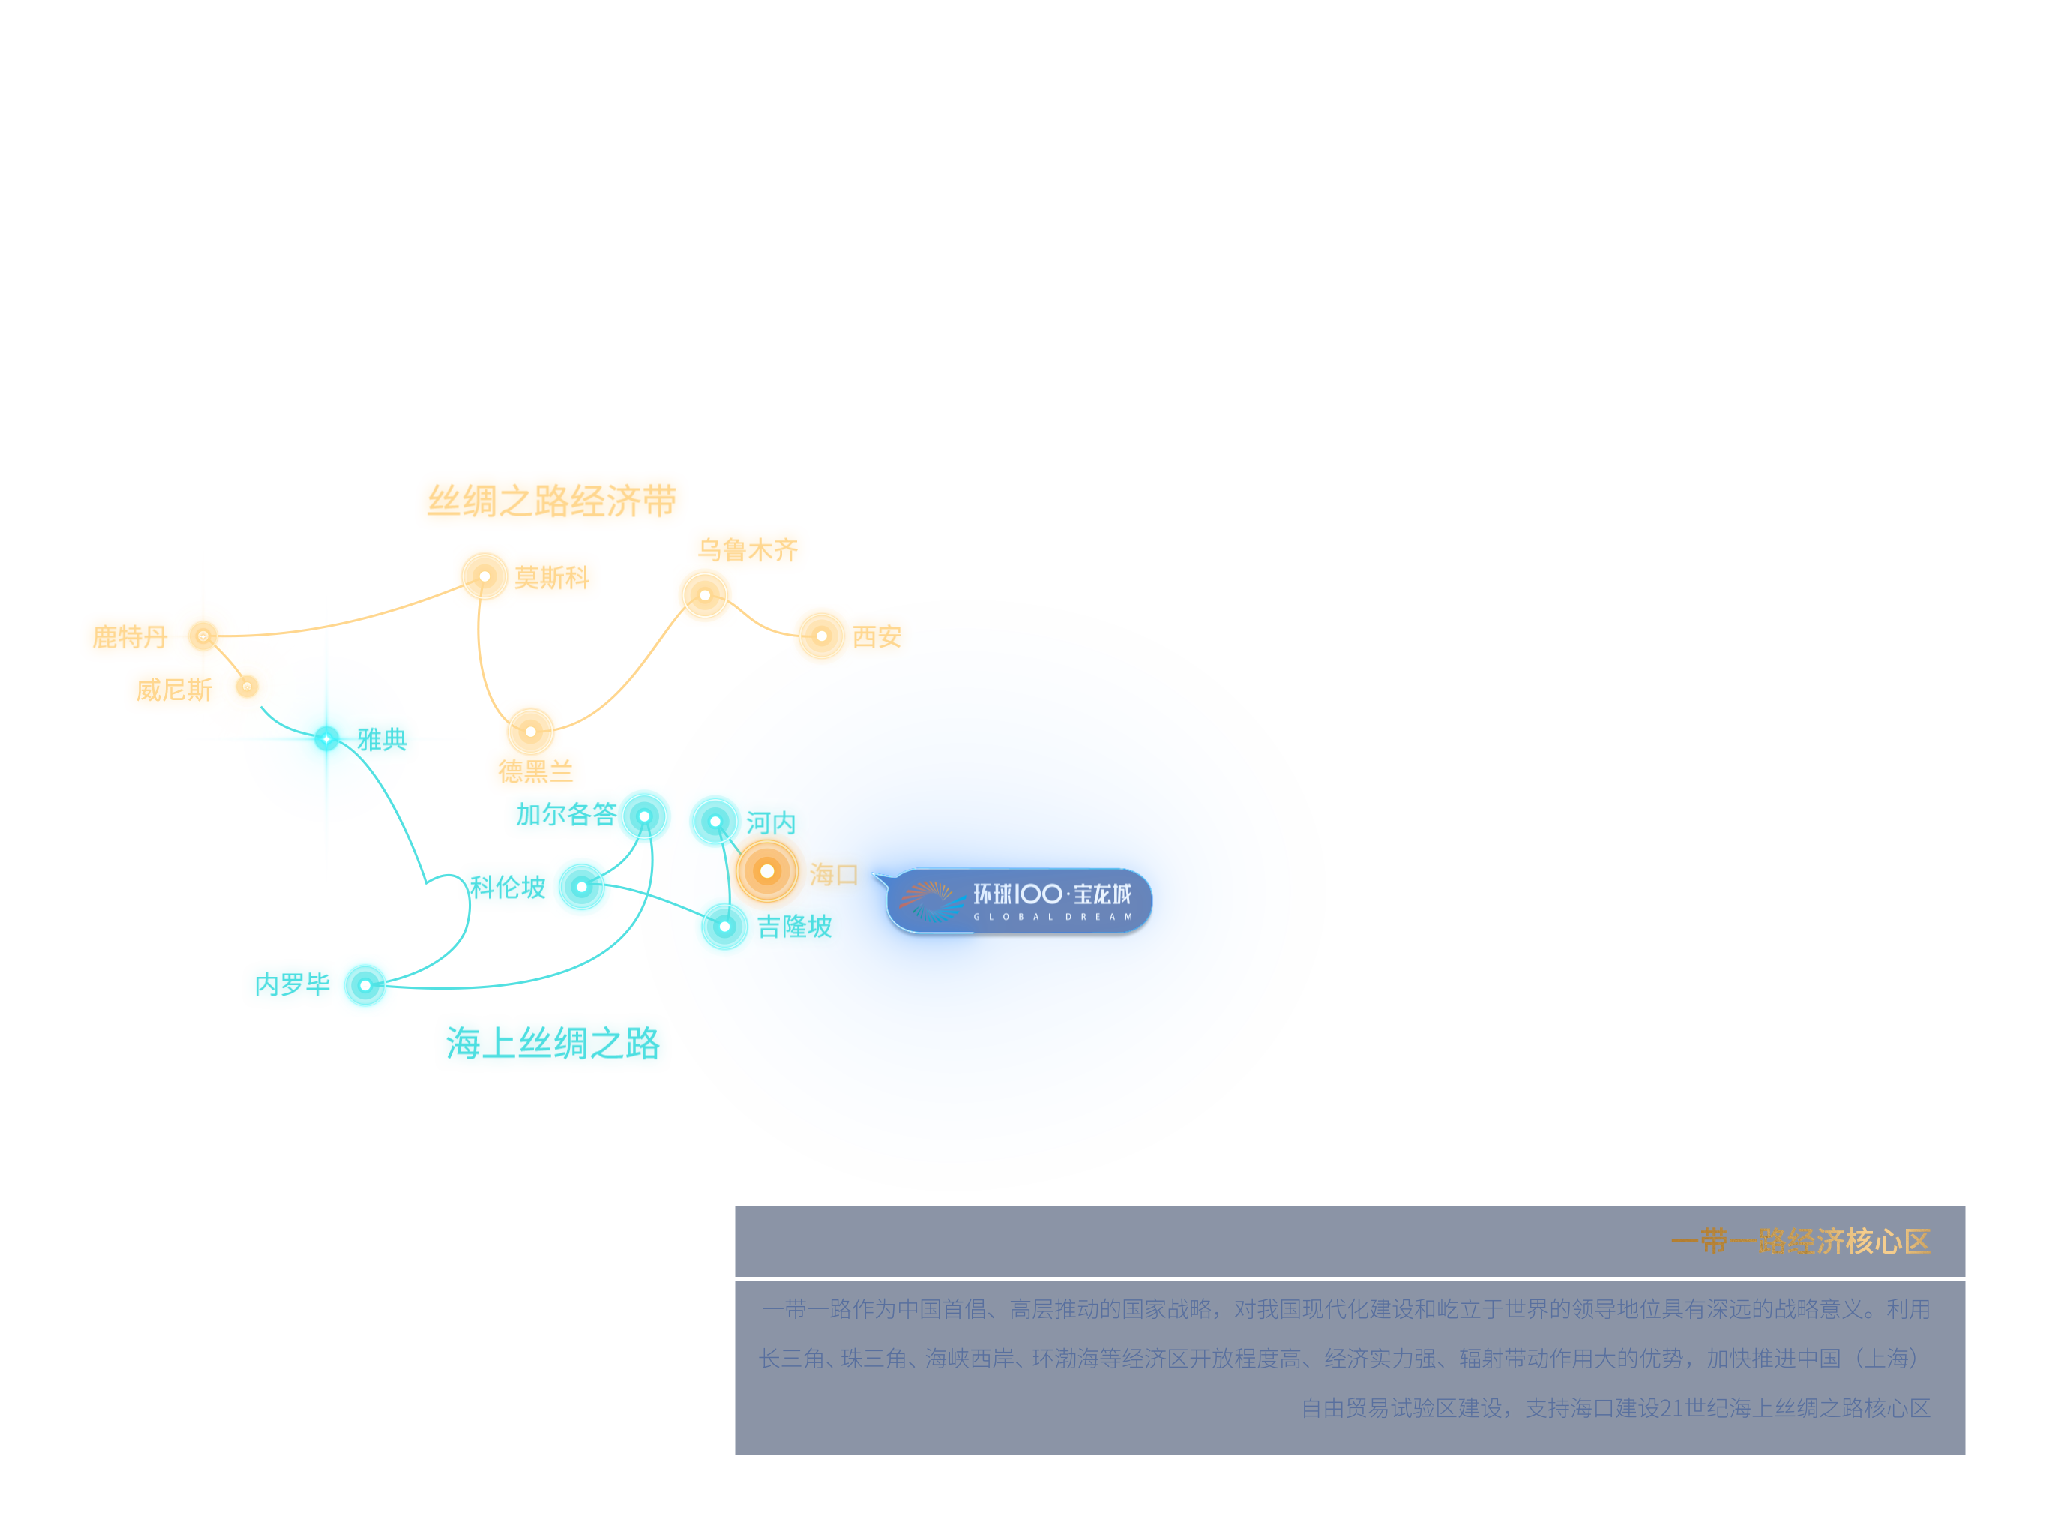 丝绸之路经济带
乌鲁木齐
莫斯科
鹿特丹
西安
威尼斯
雅典
德黑兰
加尔各答
河内
海口
科伦坡
环球100·宝龙城
GLOBAL DREAM
吉隆坡
内罗毕
海上丝绸之路
一带一路经济核心区
一带一路作为中国首倡、高层推动的国家战略，对我国现代化建设和屹立于世界的领导地位具有深远的战略意义。利用
长三角、珠三角、海峡西岸、环渤海等经济区开放程度高、经济实力强、辐射带动作用大的优势，加快推进中国（上海）
自由贸易试验区建设，支持海口建设21世纪海上丝绸之路核心区